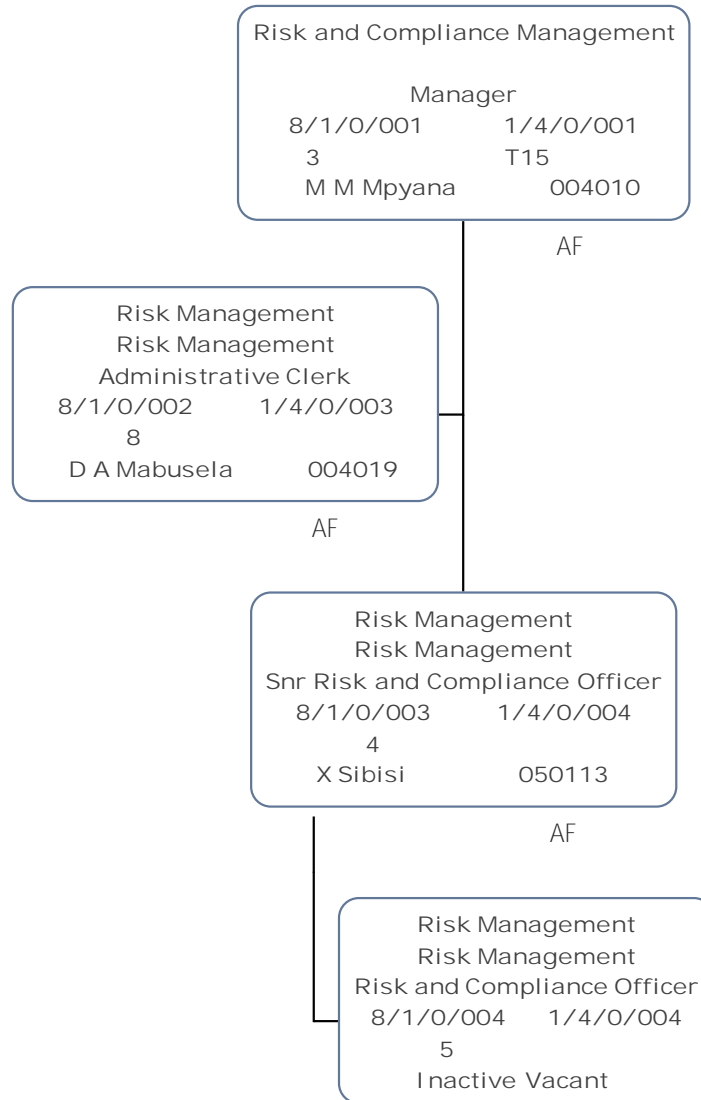 Risk and Compliance Management
Manager
8/1/0/001 1/4/0/001
3 T15
M M Mpyana 004010
AF
Risk Management
Risk Management
Administrative Clerk
8/1/0/002 1/4/0/003
8
D A Mabusela 004019
AF
Risk Management
Risk Management
Snr Risk and Compliance Officer
8/1/0/003 1/4/0/004
4
X Sibisi 050113
AF
Risk Management
Risk Management
Risk and Compliance Officer
8/1/0/004 1/4/0/004
5
Inactive Vacant